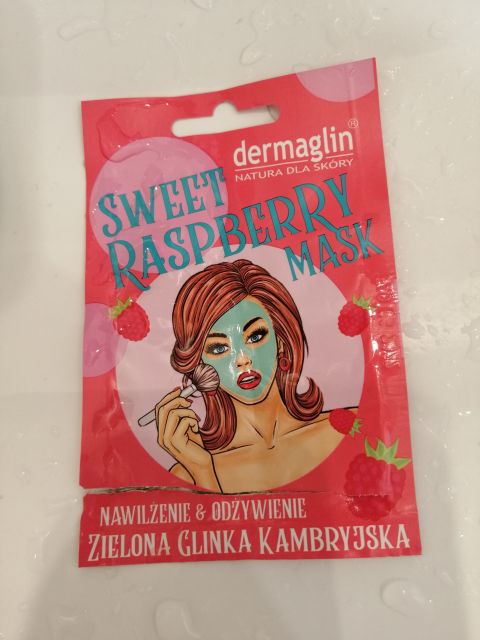 dermaglin®
NATURA DLA SKÓRY
SWEET
RASPBERRY
MASK
NAWILŻENIE & ODŻYWIENIE
ZIELONA GLINKA KAMBRYJSKA